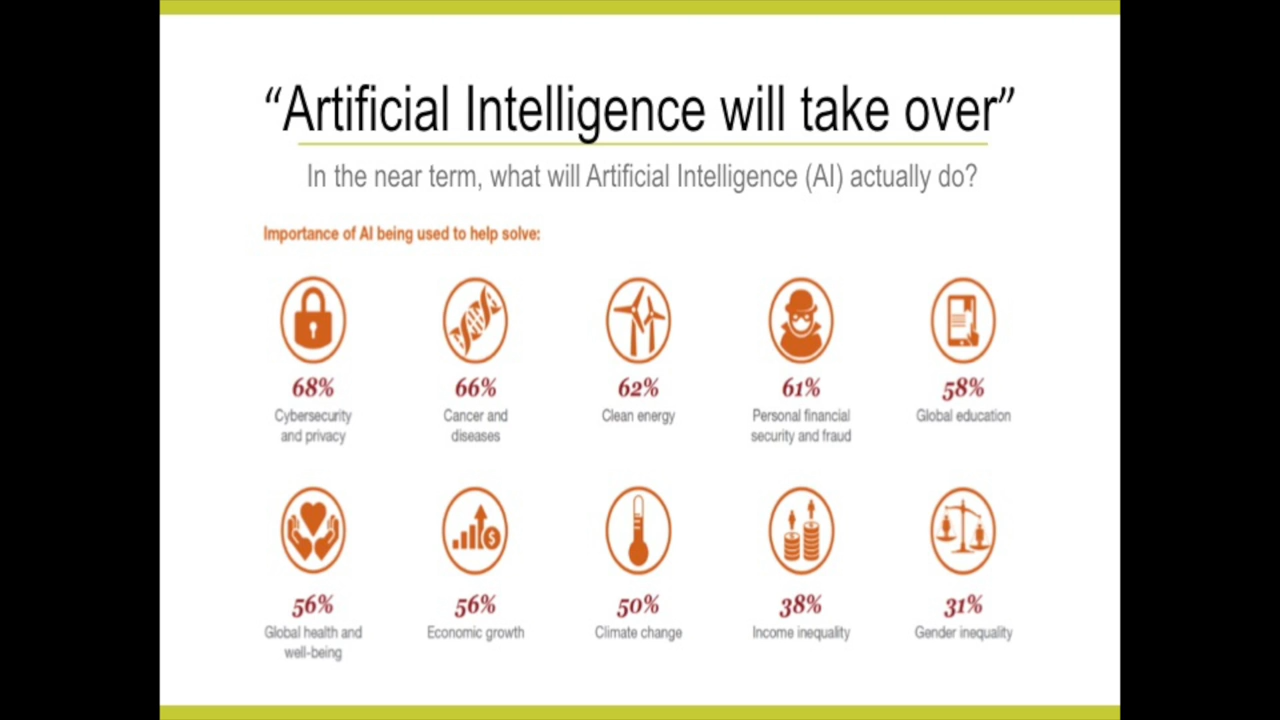 “Artificial Intelligence will take over”
In the near term, what will Artificial Intelligence (AI) actually do?
Importance of AI being used to help solve:
68%
Cybersecurity
and privacy
66%
Cancer and
diseases
62%
Clean energy
61%
Personal financial
security and fraud
58%
Global education
56%
Global health and
well-being
56%
Economic growth
50%
Climate change
38%
Income inequality
31%
Gender inequality